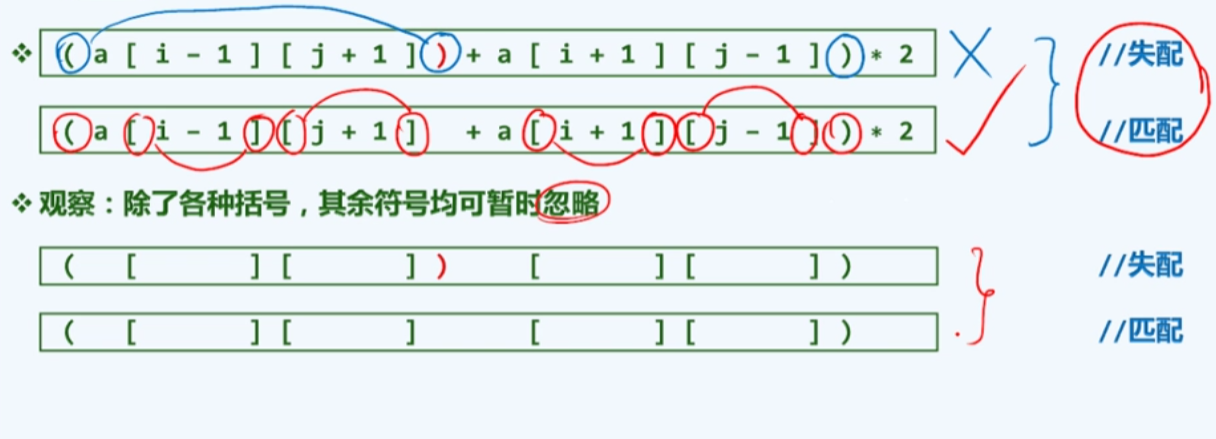 ❖ ( a [ i - 1 ] [ j + 1 ] ) + a [ i + 1 ] [ j - 1 ] ) * 2 //失配
( a [ i - 1 ] [ j + 1 ] + a [ i + 1 ] [ j - 1 ] ) * 2 //匹配
❖ 观察：除了各种括号，其余符号均可暂时忽略
( [ ] [ ] ) [ ] [ ] ) //失配
( [ ] [ ] [ ] [ ] ) //匹配